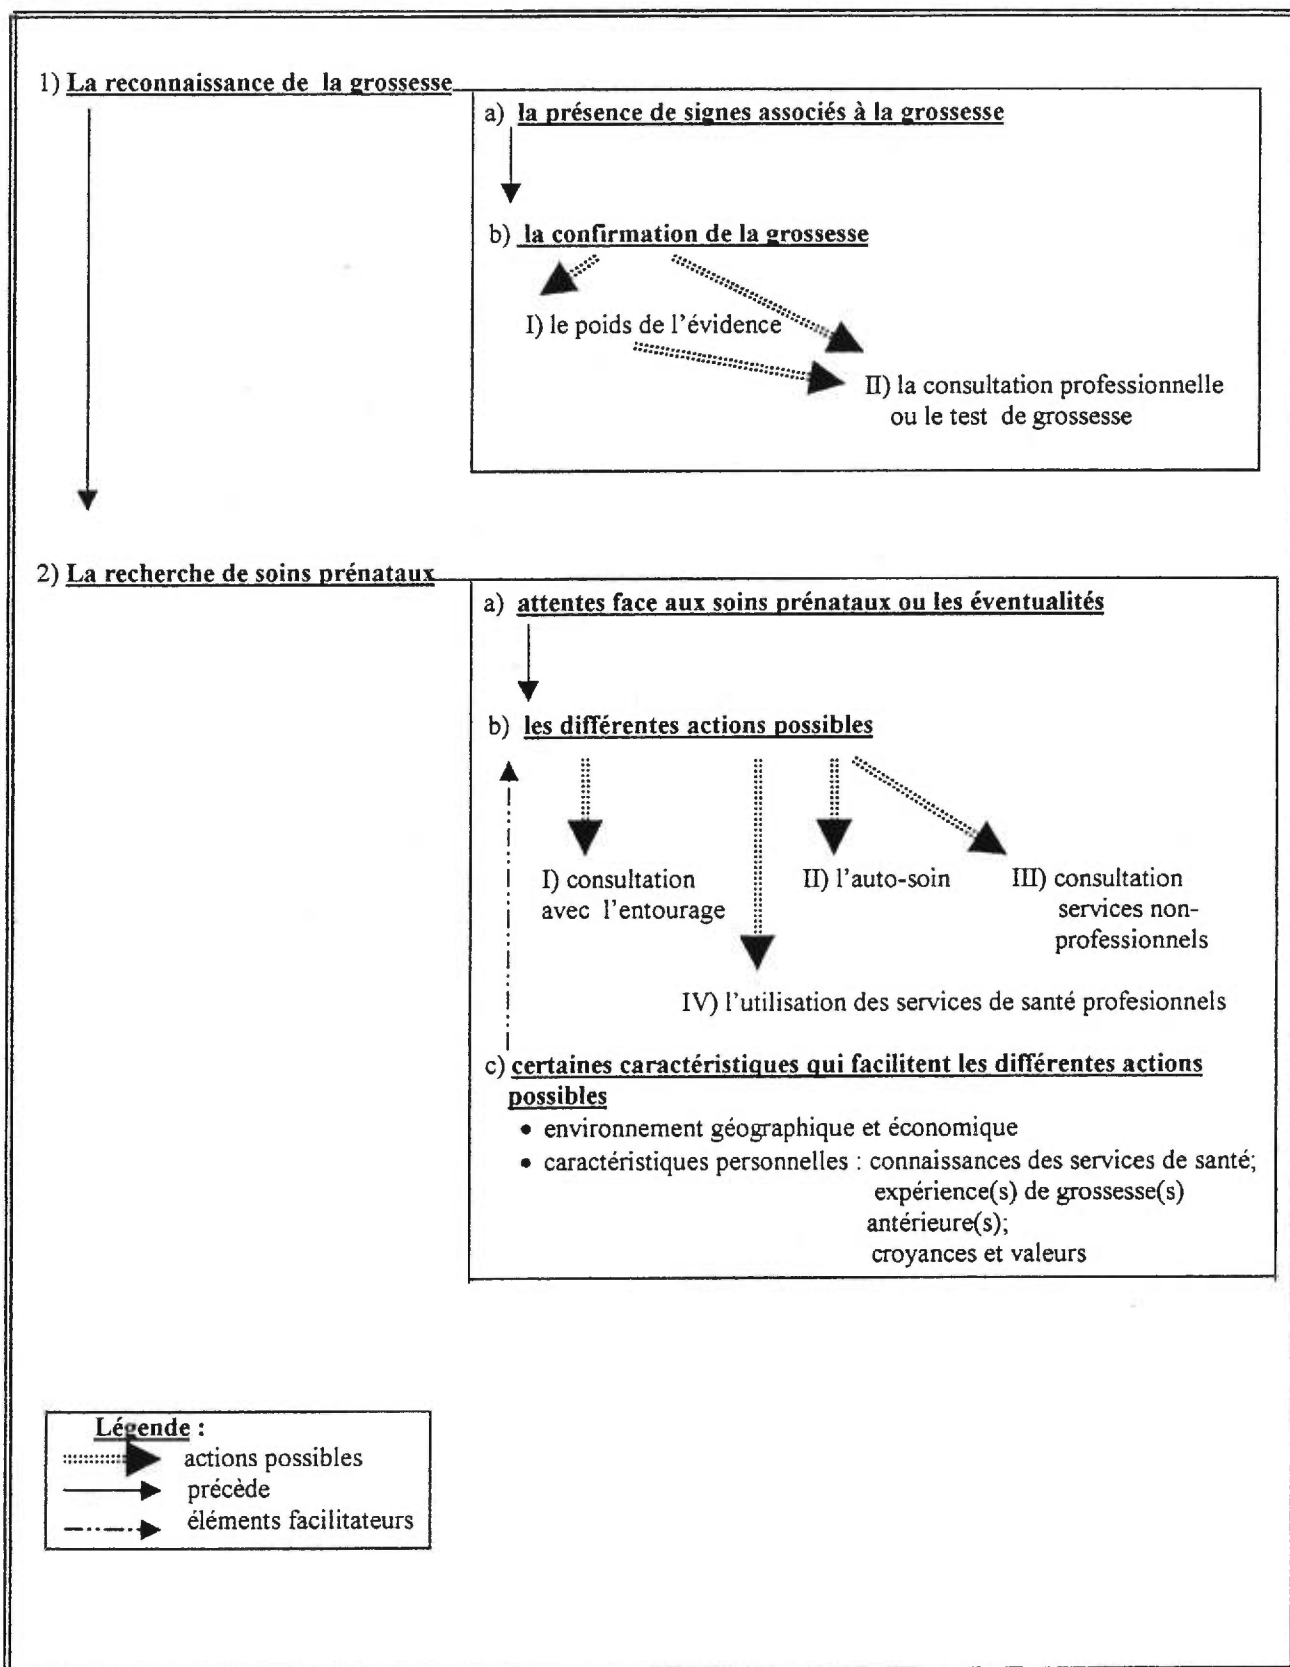 1) La reconnaissance de la grossesse
a) la présence de signes associés à la grossesse
b) la confirmation de la grossesse
I) le poids de l'évidence
II) la consultation professionnelle
ou le test de grossesse
2) La recherche de soins prénataux
a) attentes face aux soins prénataux ou les éventualités
b) les différentes actions possibles
I) consultation
avec l'entourage
II) l'auto-soin
III) consultation
services non-
professionnels
IV) l'utilisation des services de santé profesionnels
c) certaines caractéristiques qui facilitent les différentes actions
possibles
• environnement géographique et économique
• caractéristiques personnelles : connaissances des services de santé;
expérience(s) de grossesse(s)
antérieure(s);
croyances et valeurs
Légende :
actions possibles
précède
éléments facilitateurs